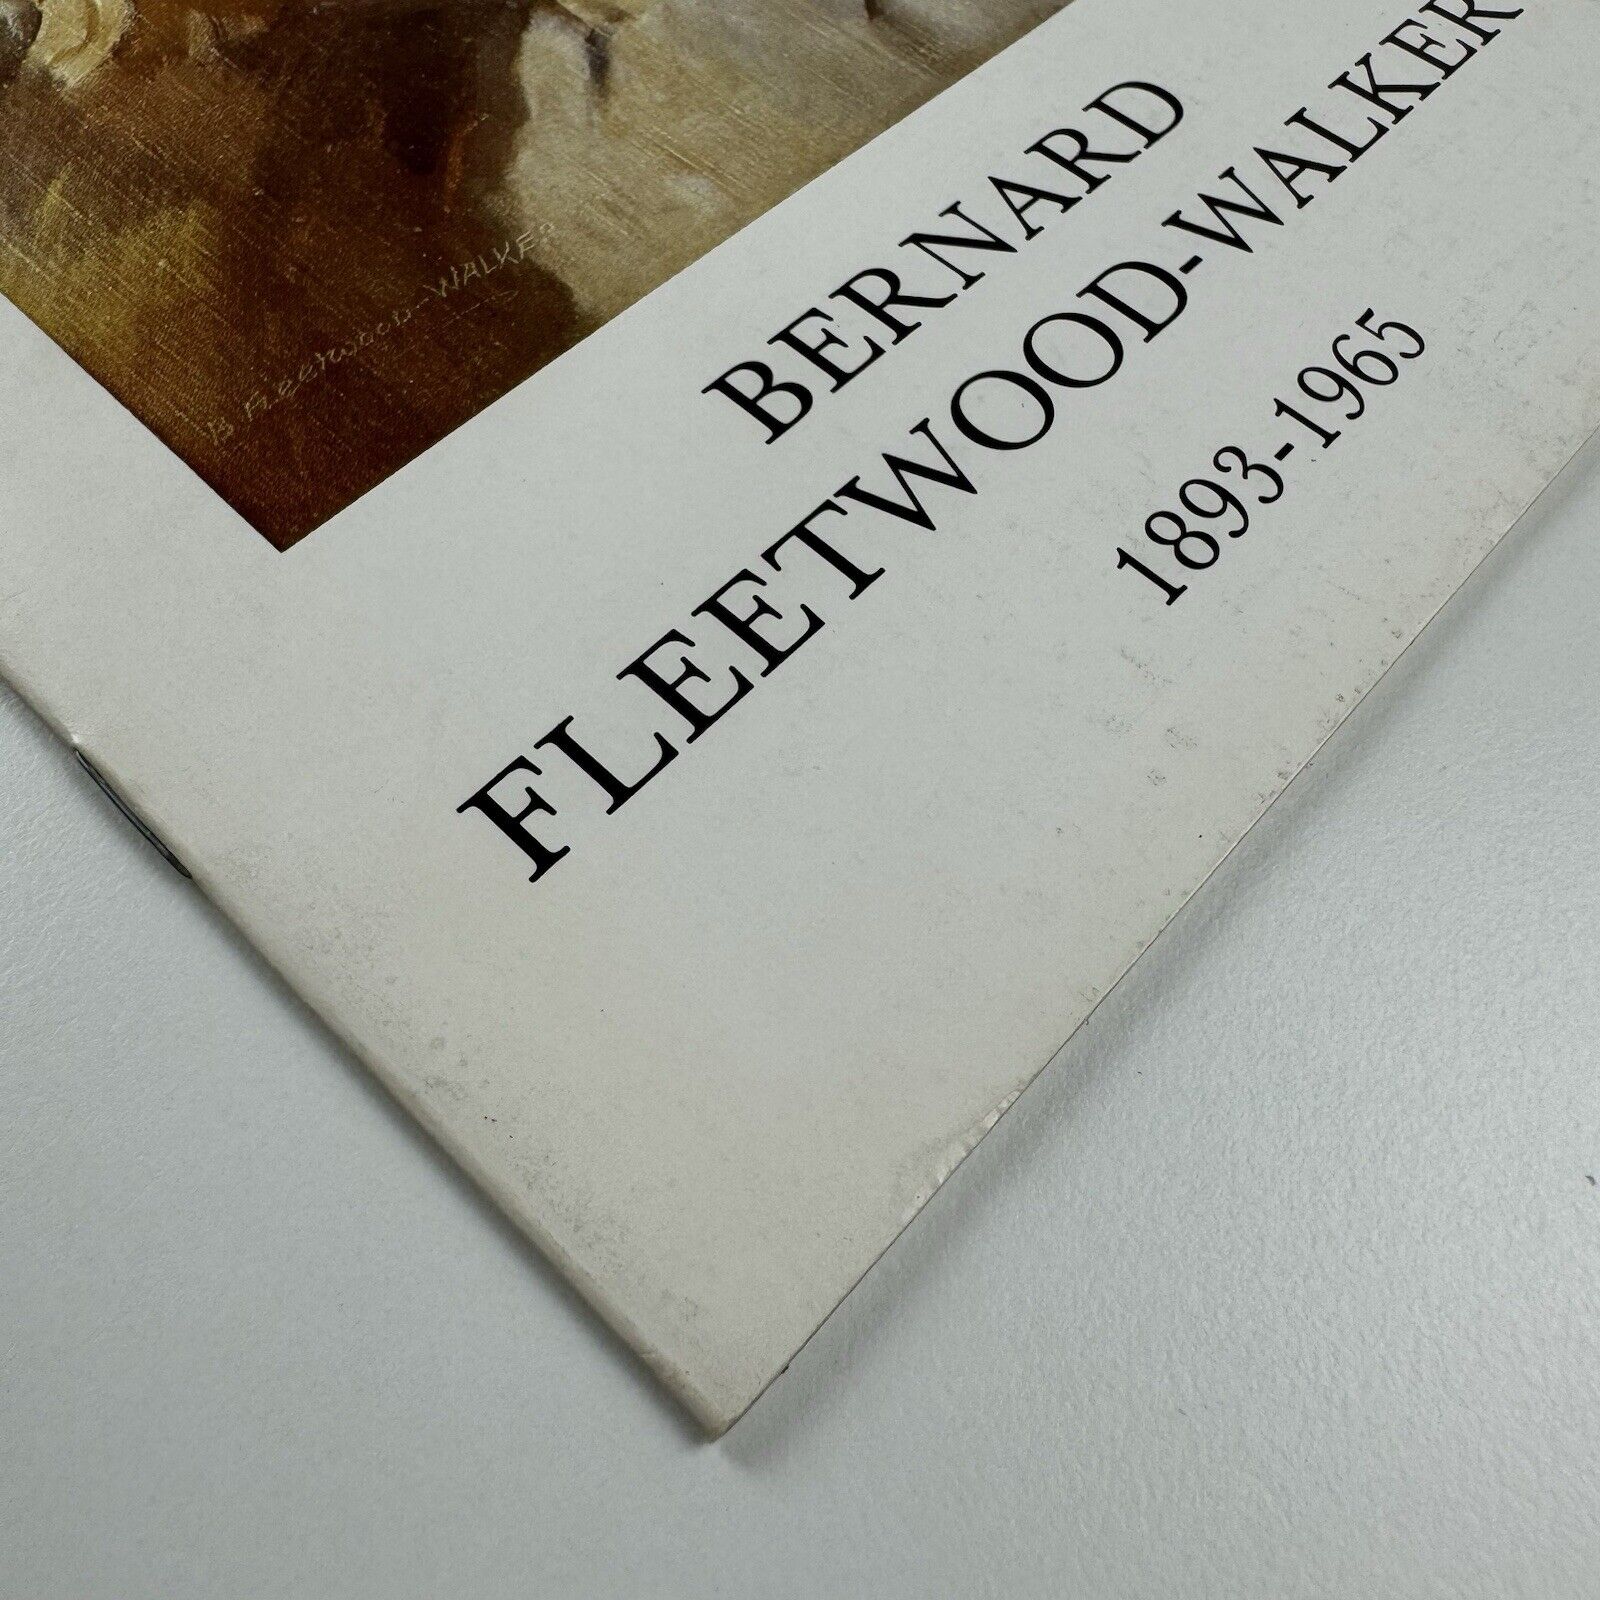 B. Fleetwood-WALKER
BERNARD
FLEETWOOD-WALKER
1893-1965